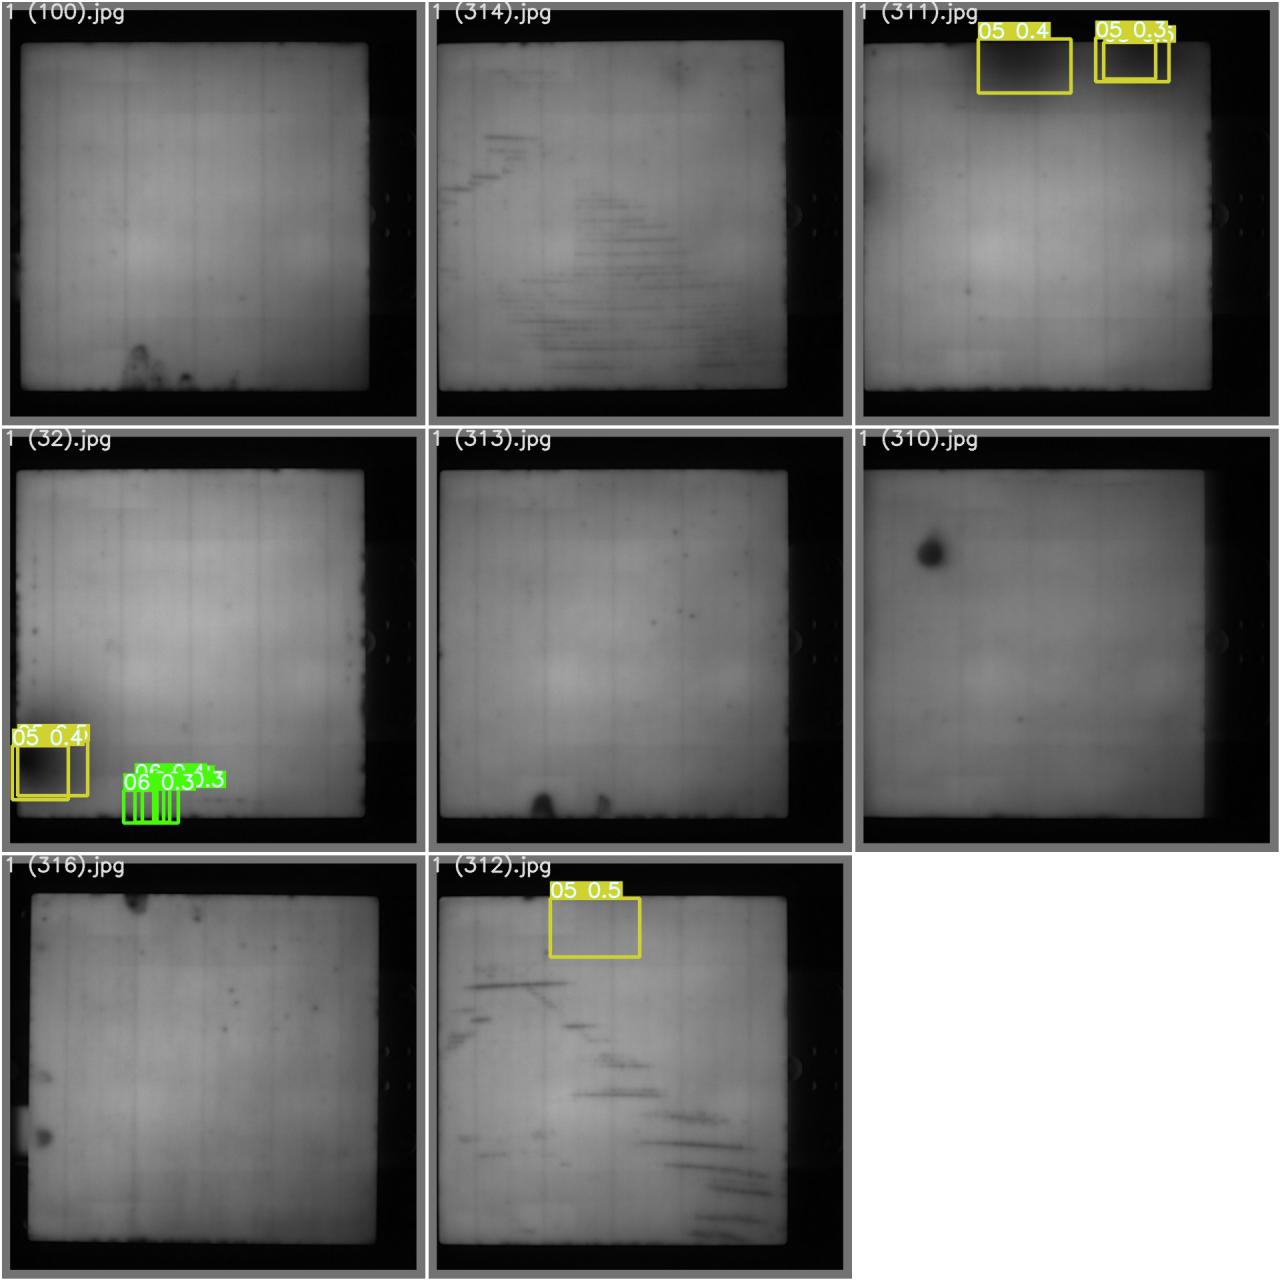 1 (100).jpg
1 (314).jpg
1 (311).jpg
05 0.4
05 0.3
1 (32).jpg
1 (313).jpg
1 (310).jpg
05 0.4
06 0.3
1 (316).jpg
1 (312).jpg
05 0.5